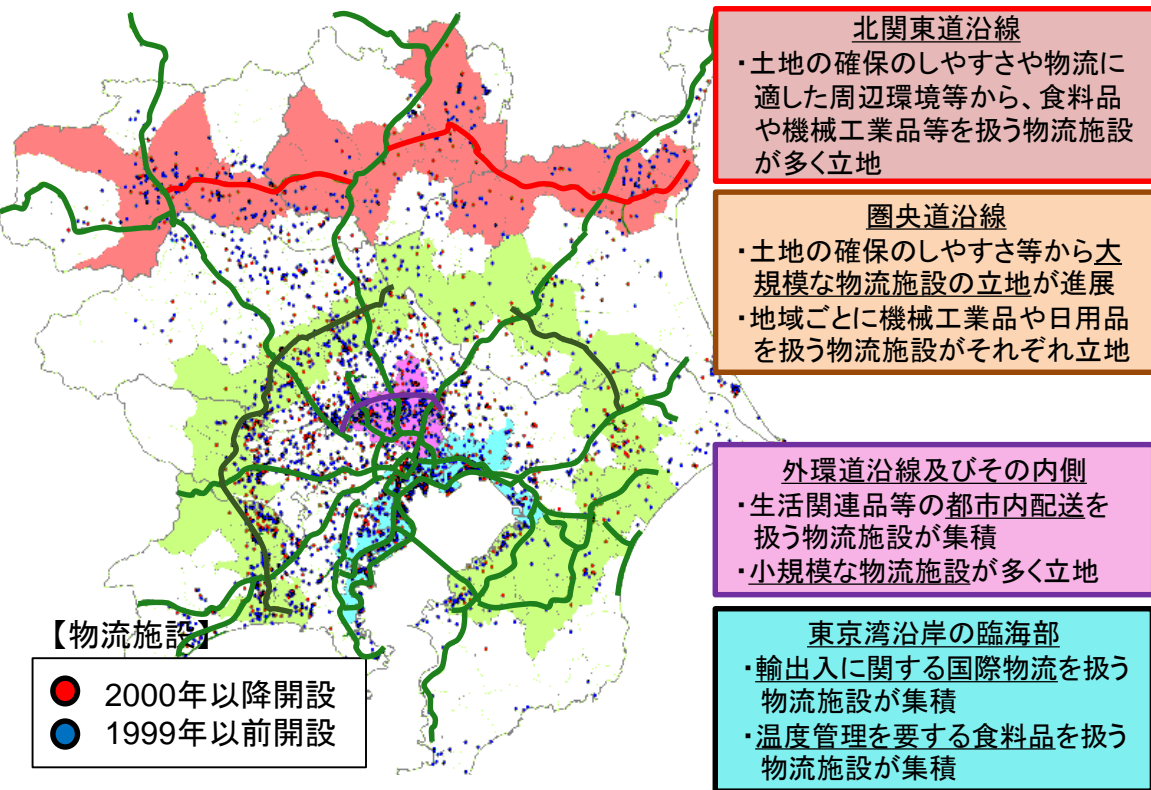 北関東道沿線
・土地の確保のしやすさや物流に
適した周辺環境等から、食料品
や機械工業品等を扱う物流施設
が多く立地
圏央道沿線
・土地の確保のしやすさ等から大
規模な物流施設の立地が進展
・地域ごとに機械工業品や日用品
を扱う物流施設がそれぞれ立地
外環道沿線及びその内側
・生活関連品等の都市内配送を
扱う物流施設が集積
・小規模な物流施設が多く立地
東京湾沿岸の臨海部
・輸出入に関する国際物流を扱う
物流施設が集積
・温度管理を要する食料品を扱う
物流施設が集積
【物流施設】
2000年以降開設
1999年以前開設